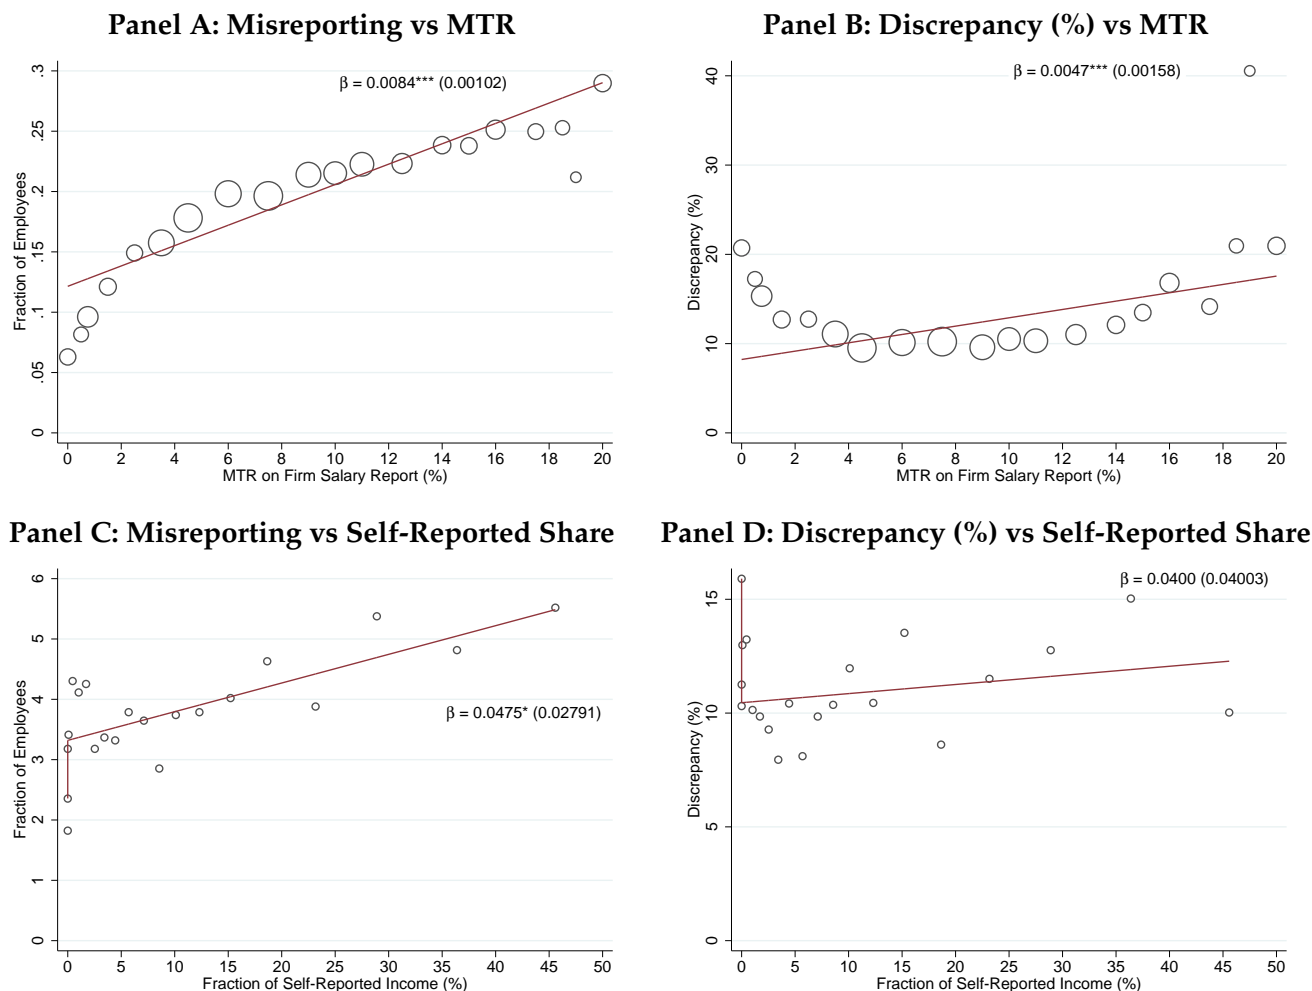 Panel A: Misreporting vs MTR
β = 0.0084*** (0.00102)
Fraction of Employees
.3
.25
.2
.15
.1
.05
0
0 2 4 6 8 10 12 14 16 18 20
MTR on Firm Salary Report (%)
Panel B: Discrepancy (%) vs MTR
β = 0.0047*** (0.00158)
Discrepancy (%)
40
30
20
10
0
0 2 4 6 8 10 12 14 16 18 20
MTR on Firm Salary Report (%)
Panel C: Misreporting vs Self-Reported Share
β = 0.0475* (0.02791)
Fraction of Employees
6
5
4
3
2
1
0
0 5 10 15 20 25 30 35 40 45 50
Fraction of Self-Reported Income (%)
Panel D: Discrepancy (%) vs Self-Reported Share
β = 0.0400 (0.04003)
Discrepancy (%)
15
10
5
0
0 5 10 15 20 25 30 35 40 45 50
Fraction of Self-Reported Income (%)